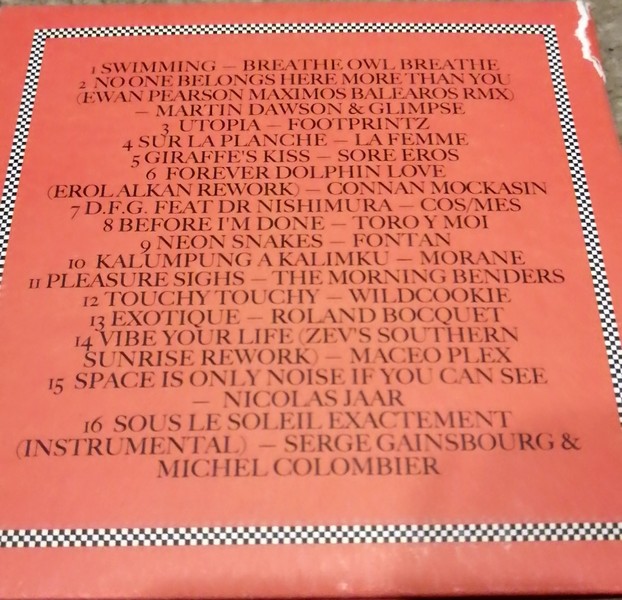 1 SWIMMING – BREATHE OWL BREATHE
2 NO ONE BELONGS HERE MORE THAN YOU
(EWAN PEARSON MAXIMOS BALEAROS RMX)
– MARTIN DAWSON & GLIMPSE
3 UTOPIA – FOOTPRINTZ
4 SUR LA PLANCHE – LA FEMME
5 GIRAFFE'S KISS – SORE EROS
6 FOREVER DOLPHIN LOVE
(EROL ALKAN REWORK) – CONNAN MOCKASIN
7 D.F.G. FEAT DR NISHIMURA – COS/MES
8 BEFORE I'M DONE – TORO Y MOI
9 NEON SNAKES – FONTAN
10 KALUMPUNG A KALIMKU – MORANE
11 PLEASURE SIGHS – THE MORNING BENDERS
12 TOUCHY TOUCHY – WILDCOOKIE
13 EXOTIQUE – ROLAND BOCQUET
14 VIBE YOUR LIFE (ZEV'S SOUTHERN
SUNRISE REWORK) – MACEO PLEX
15 SPACE IS ONLY NOISE IF YOU CAN SEE
– NICOLAS JAAR
16 SOUS LE SOLEIL EXACTEMENT
(INSTRUMENTAL) – SERGE GAINSBOURG &
MICHEL COLOMBIER